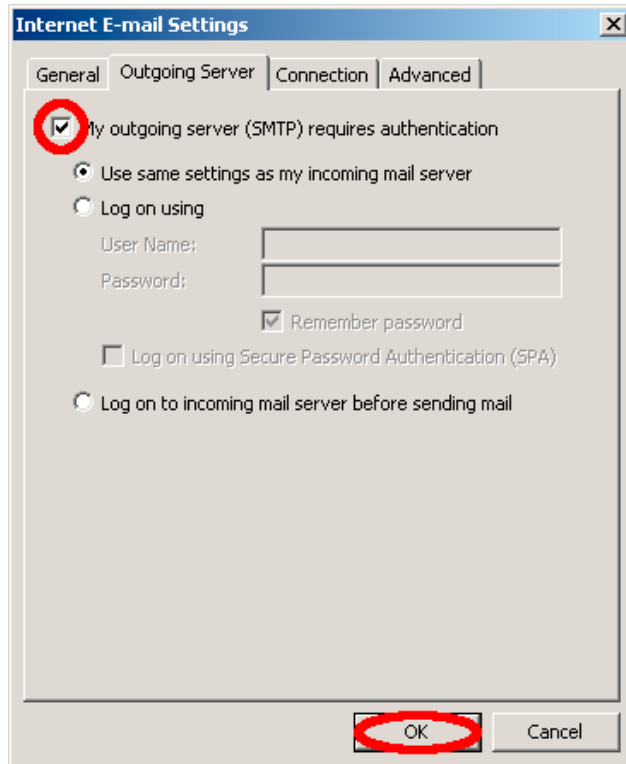 Internet E-mail Settings
General Outgoing Server Connection Advanced
My outgoing server (SMTP) requires authentication
Use same settings as my incoming mail server
Log on using
User Name:
Password:
Remember password
Log on using Secure Password Authentication (SPA)
Log on to incoming mail server before sending mail
OK Cancel